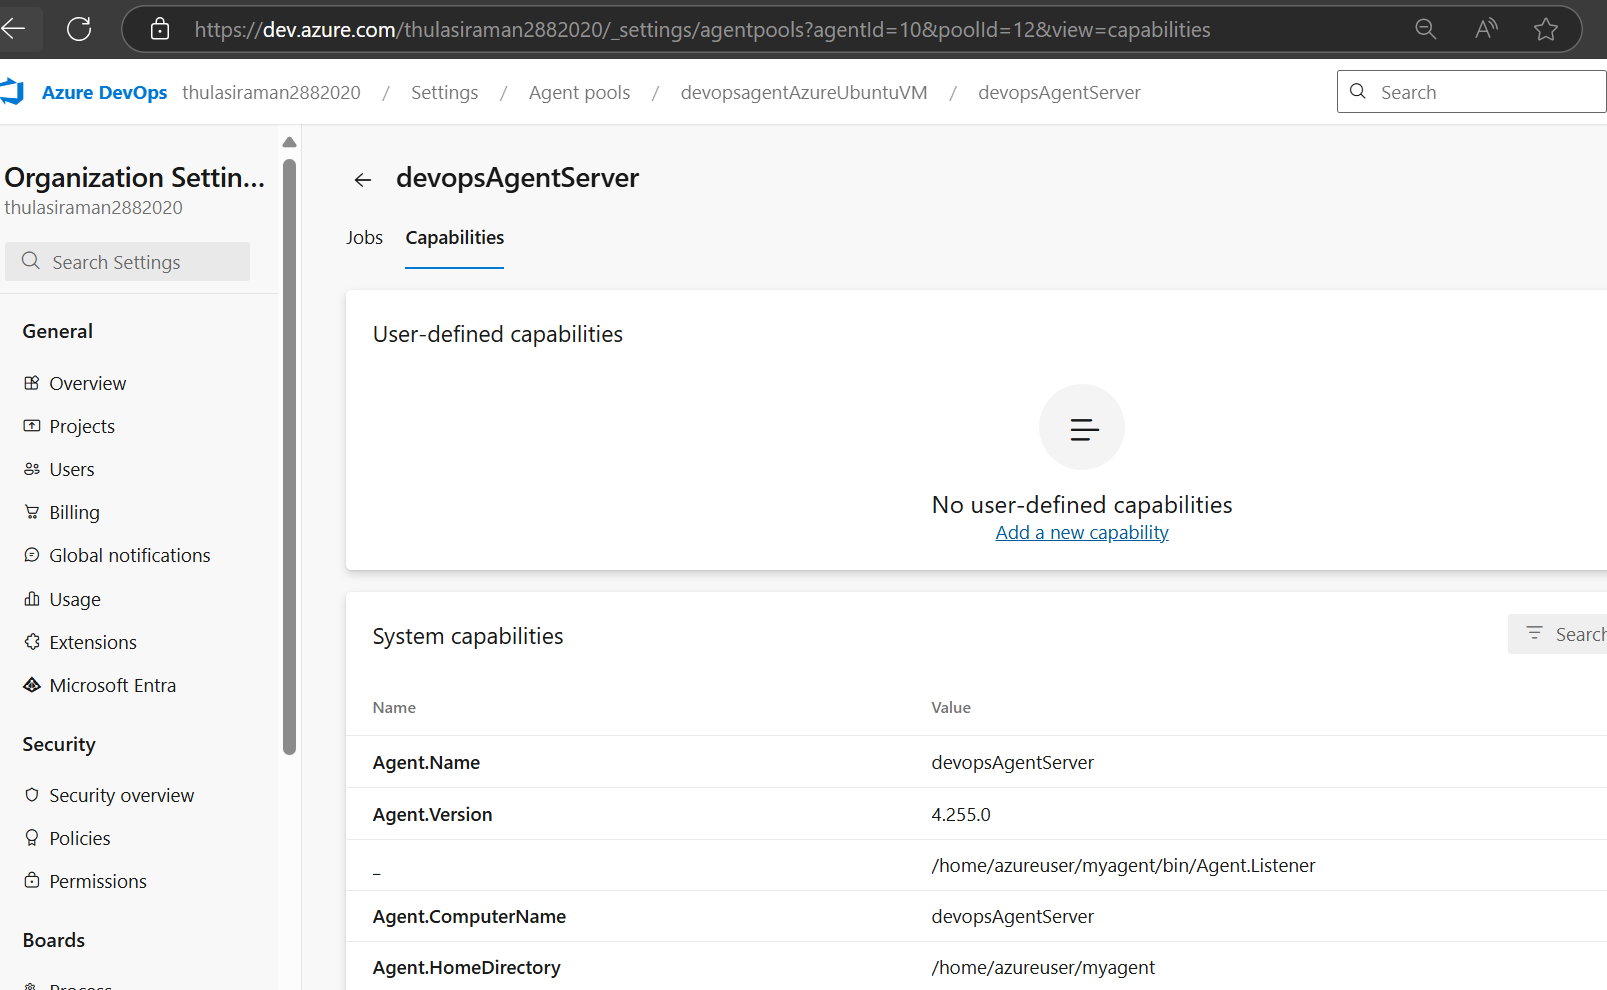 https://dev.azure.com/thulasiraman2882020/_settings/agentpools?agentId=10&poolId=12&view=capabilities
Azure DevOps thulasiraman2882020 / Settings / Agent pools / devopsagentAzureUbuntuVM / devopsAgentServer
Search
Organization Settin...
thulasiraman2882020
Search Settings
General
Overview
Projects
Users
Billing
Global notifications
Usage
Extensions
Microsoft Entra
Security
Security overview
Policies
Permissions
Boards
Process
devopsAgentServer
Jobs Capabilities
User-defined capabilities
No user-defined capabilities
Add a new capability
System capabilities
Search
Name Value
Agent.Name devopsAgentServer
Agent.Version 4.255.0
_ /home/azureuser/myagent/bin/Agent.Listener
Agent.ComputerName devopsAgentServer
Agent.HomeDirectory /home/azureuser/myagent